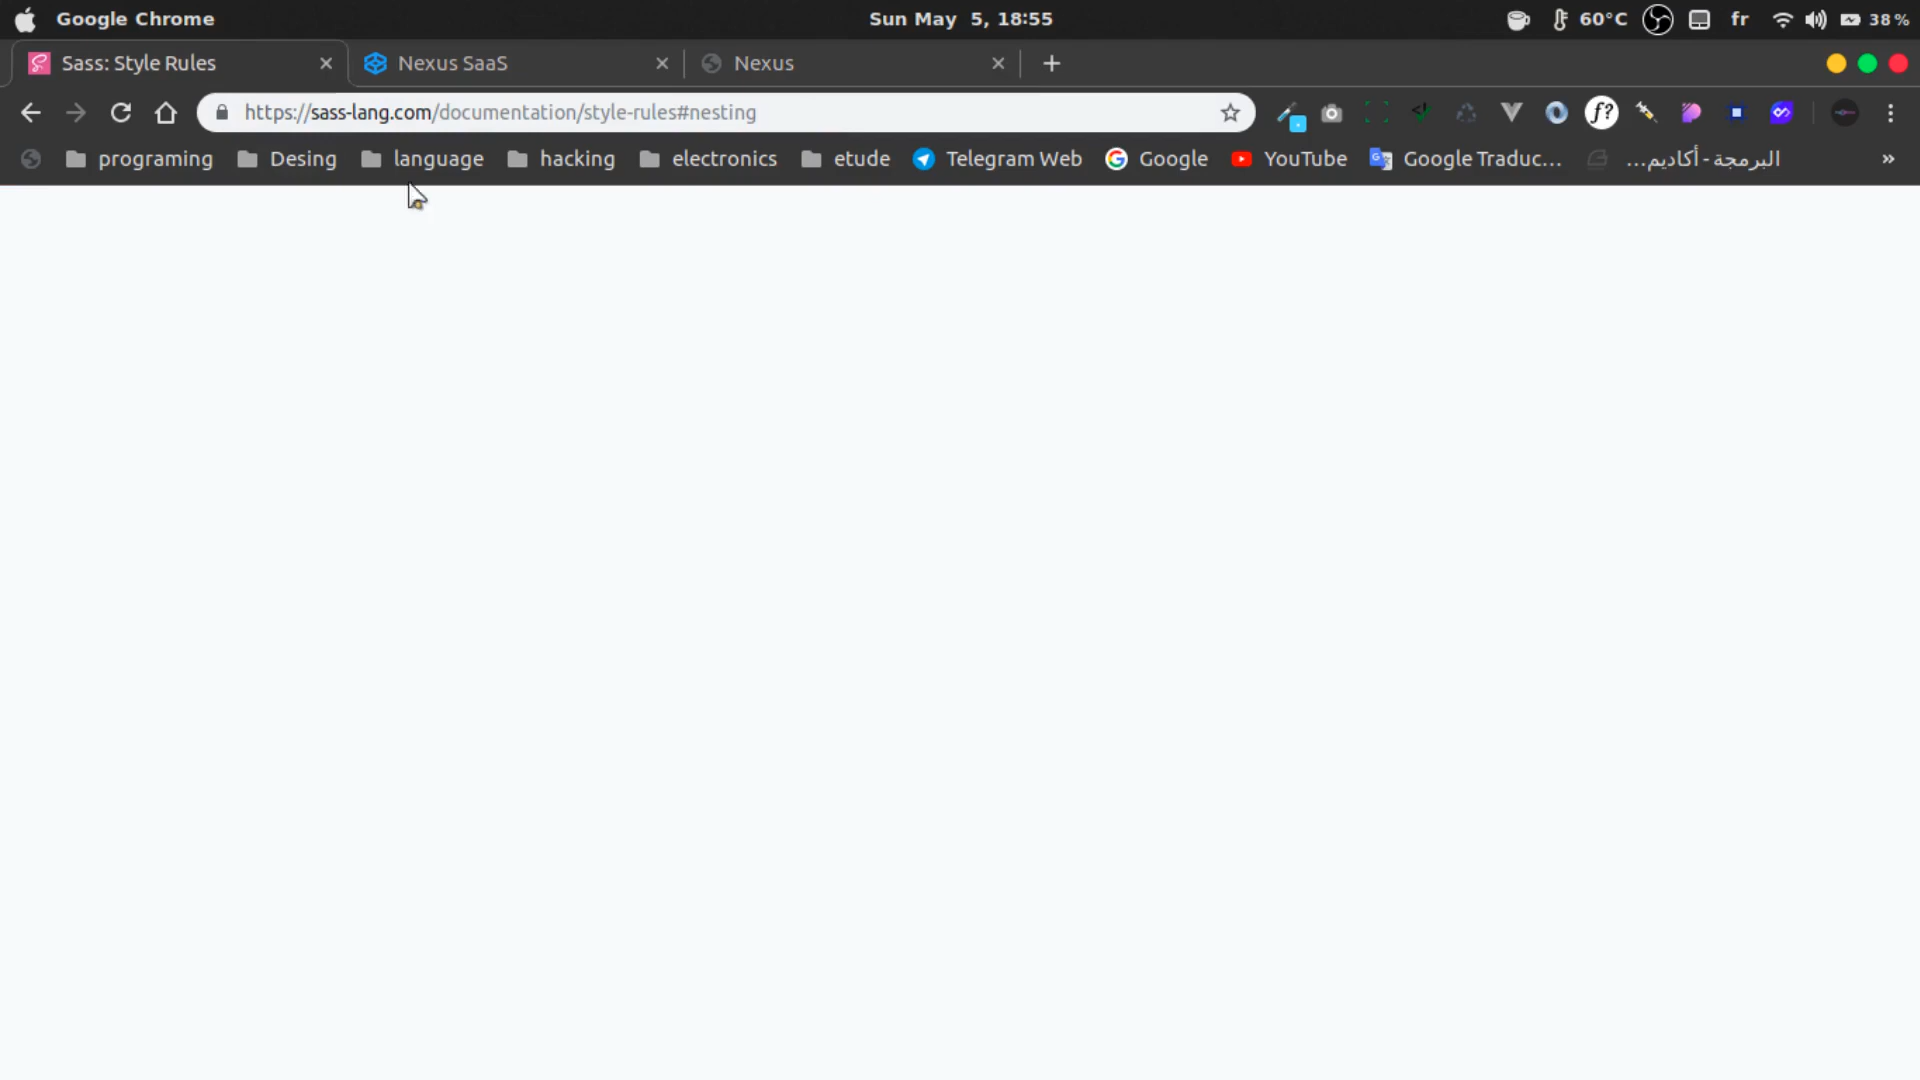 Google Chrome Sun May 5, 18:55 60°C fr 38%
Sass: Style Rules Nexus SaaS Nexus
https://sass-lang.com/documentation/style-rules#nesting f?
programing Desing language hacking electronics etude Telegram Web Google YouTube Google Traduc... البرمجة - أكاديم... »